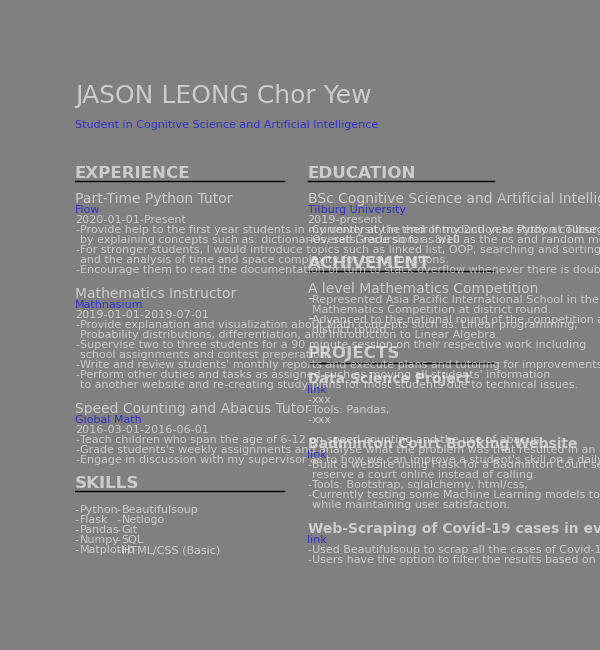 JASON LEONG Chor Yew
Student in Cognitive Science and Artificial Intelligence
EXPERIENCE
Part-Time Python Tutor
Flow
2020-01-01-Present
-Provide help to the first year students in my university in their introduction to Python course
by explaining concepts such as: dictionaries, sets, recursion as well as the os and random mo
-For stronger students, I would introduce topics such as linked list, OOP, searching and sorting
and the analysis of time and space complexity for basic functions.
-Encourage them to read the documentation or turn to stack overflow whenever there is doub
Mathematics Instructor
Mathnasium
2019-01-01-2019-07-01
-Provide explanation and visualization about Math concepts such as: Linear programming,
Probability distributions, differentiation, and Introduction to Linear Algebra.
-Supervise two to three students for a 90 minute session on their respective work including
school assignments and contest preperation.
-Write and review students' monthly reports and execute plans and tutoring for improvements
-Perform other duties and tasks as assigned such as moving all students' information
to another website and re-creating study plans for most students due to technical issues.
Speed Counting and Abacus Tutor
Global Math
2016-03-01-2016-06-01
-Teach children who span the age of 6-12 on speed counting and the use of abacus.
-Grade students's weekly assignments and analyse what the problem was that resulted in an
-Engage in discussion with my supervisor as to how we can improve a student's skill on a daily
SKILLS
-Python -Beautifulsoup
-Flask -Netlogo
-Pandas -Git
-Numpy -SQL
-Matplotlib -HTML/CSS (Basic)
EDUCATION
BSc Cognitive Science and Artificial Intellig
Tilburg University
2019-present
-Currently at the end of my 2nd year study at Tilburg
-Overall Grade so far: 8/10
ACHIVEMENT
A level Mathematics Competition
-Represented Asia Pacific International School in the
Mathematics Competition at district round.
-Advanced to the national round of the competition a
PROJECTS
Data Science Project
link
-xxx
-Tools: Pandas,
-xxx
Badminton Court Booking Website
link
-Built a website using Flask for a Badminton Court se
reserve a court online instead of calling.
-Tools: Bootstrap, sqlalchemy, html/css,
-Currently testing some Machine Learning models to
while maintaining user satisfaction.
Web-Scraping of Covid-19 cases in ev
link
-Used Beautifulsoup to scrap all the cases of Covid-1
-Users have the option to filter the results based on